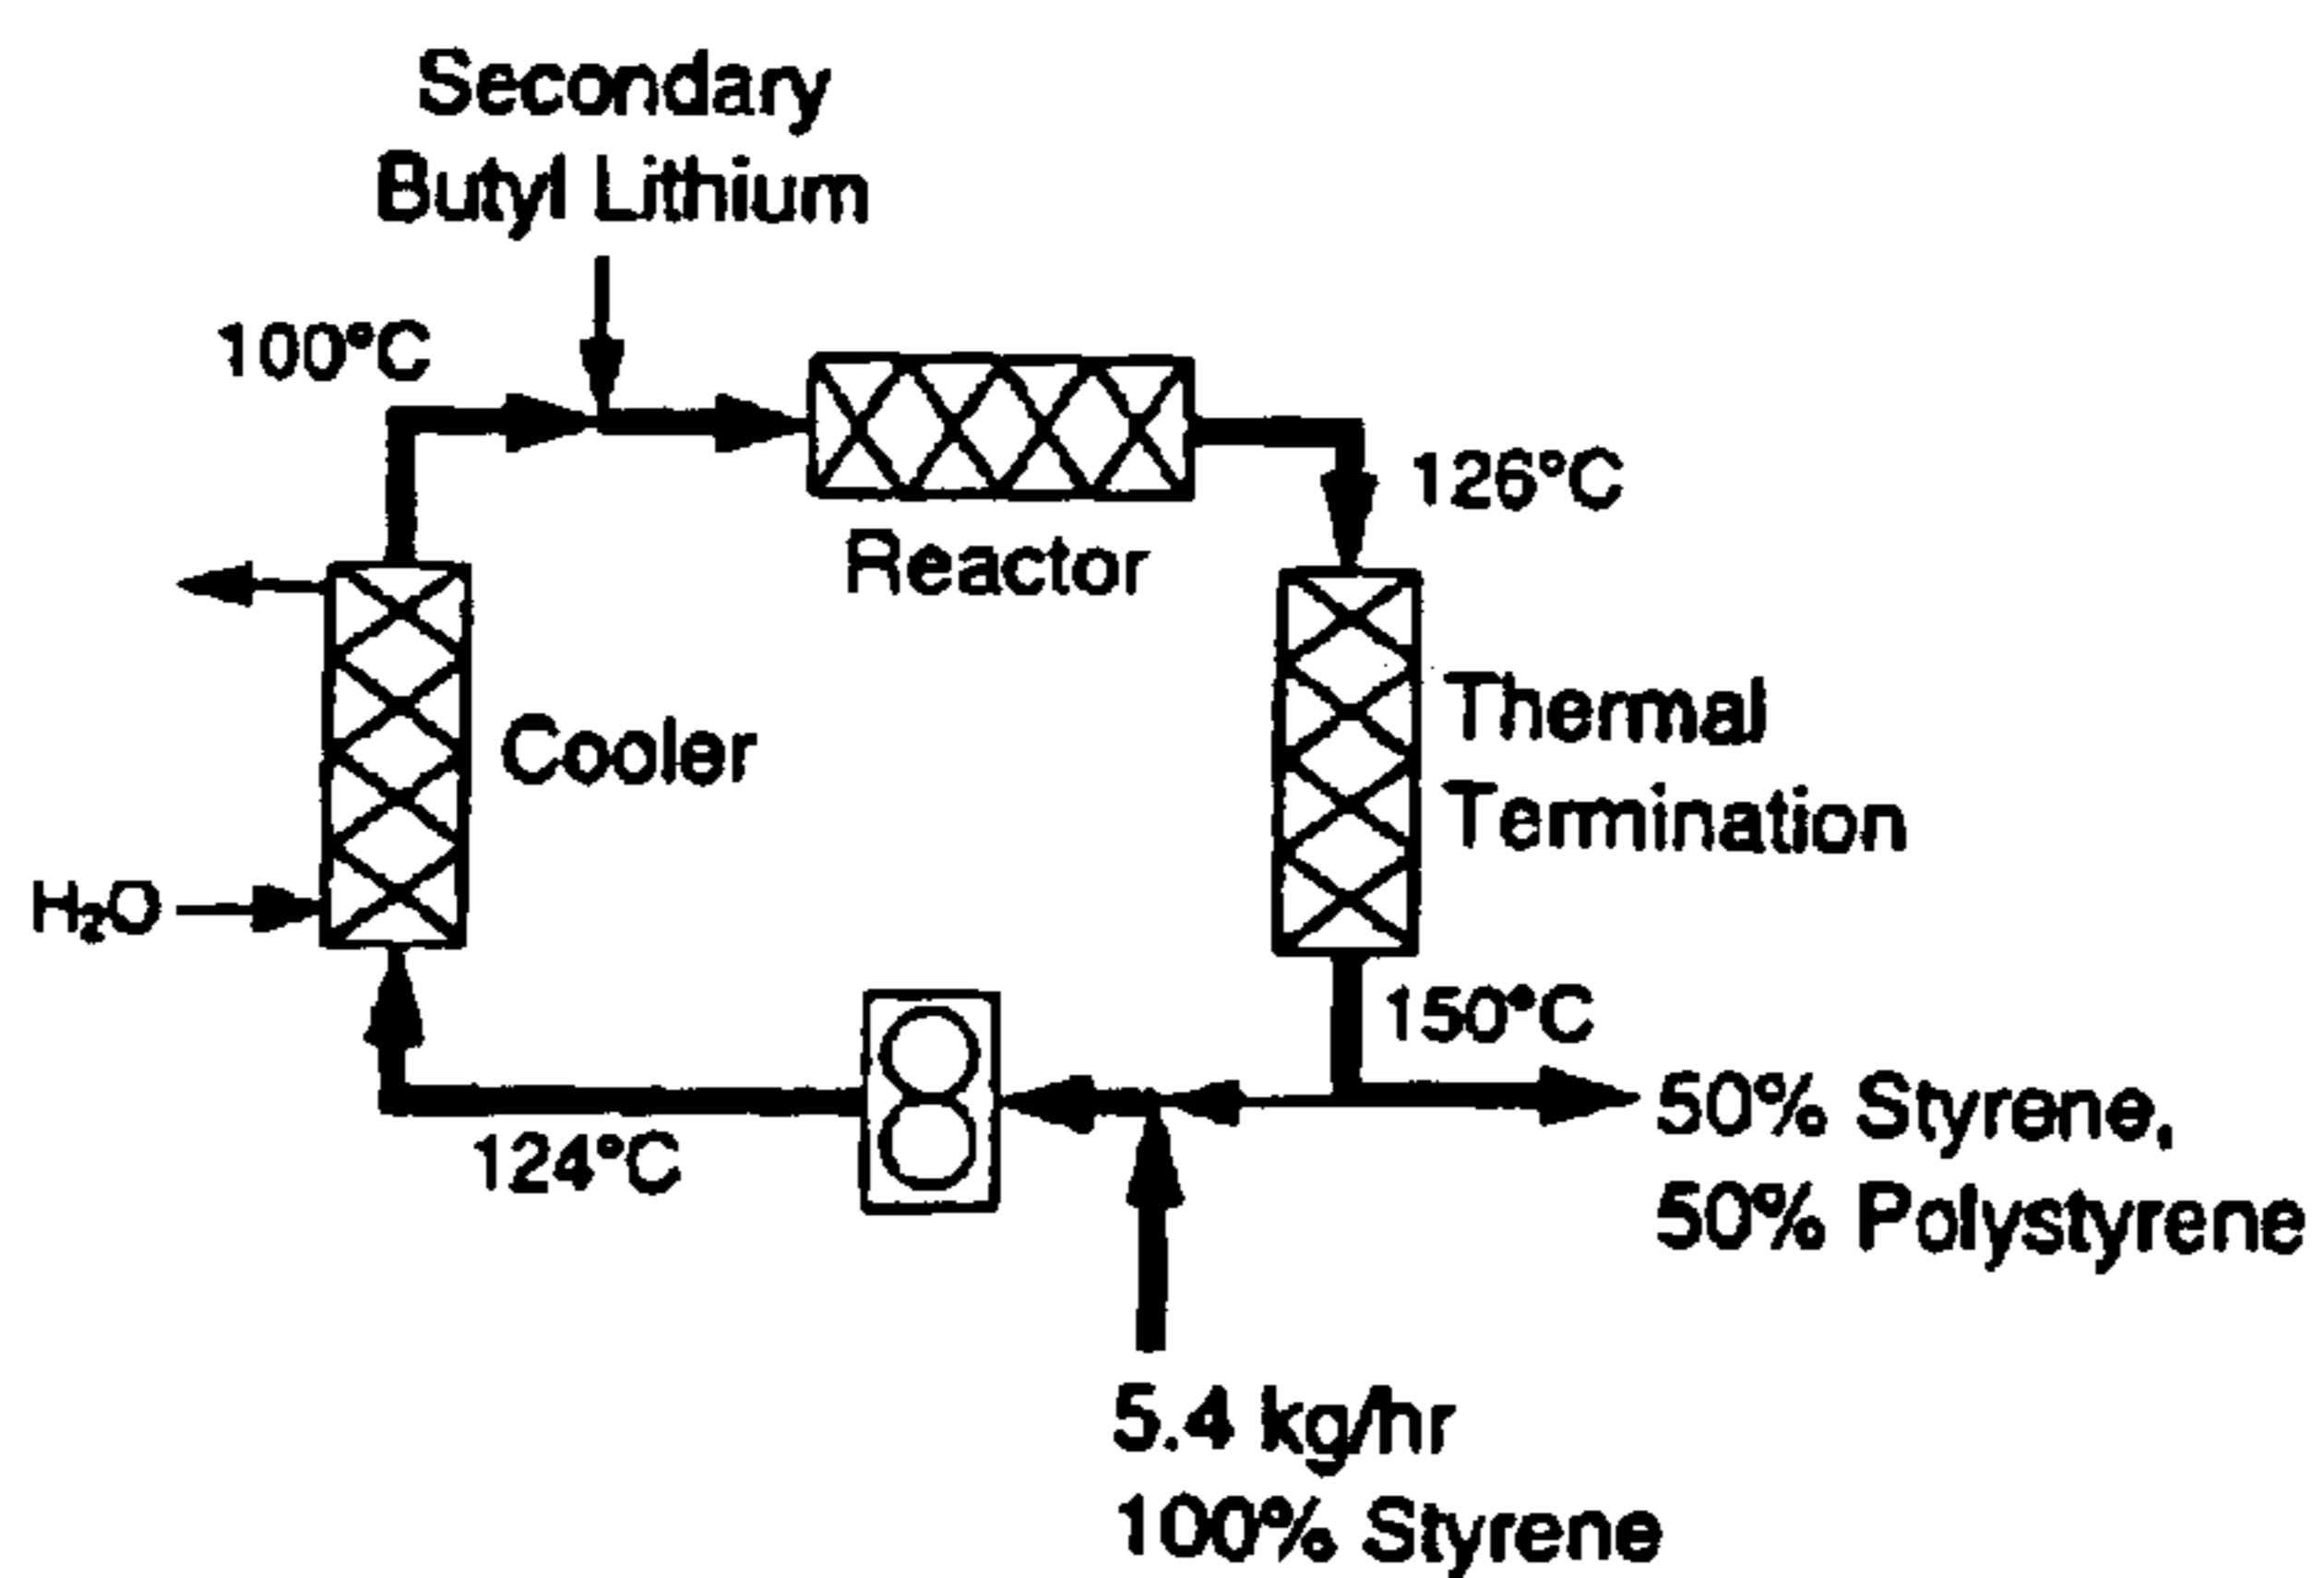 Secondary
Butyl Lithium
100°C
126°C
Reactor
Thermal
Termination
Cooler
H₂O
150°C
124°C
50% Styrene,
50% Polystyrene
5.4 kg/hr
100% Styrene